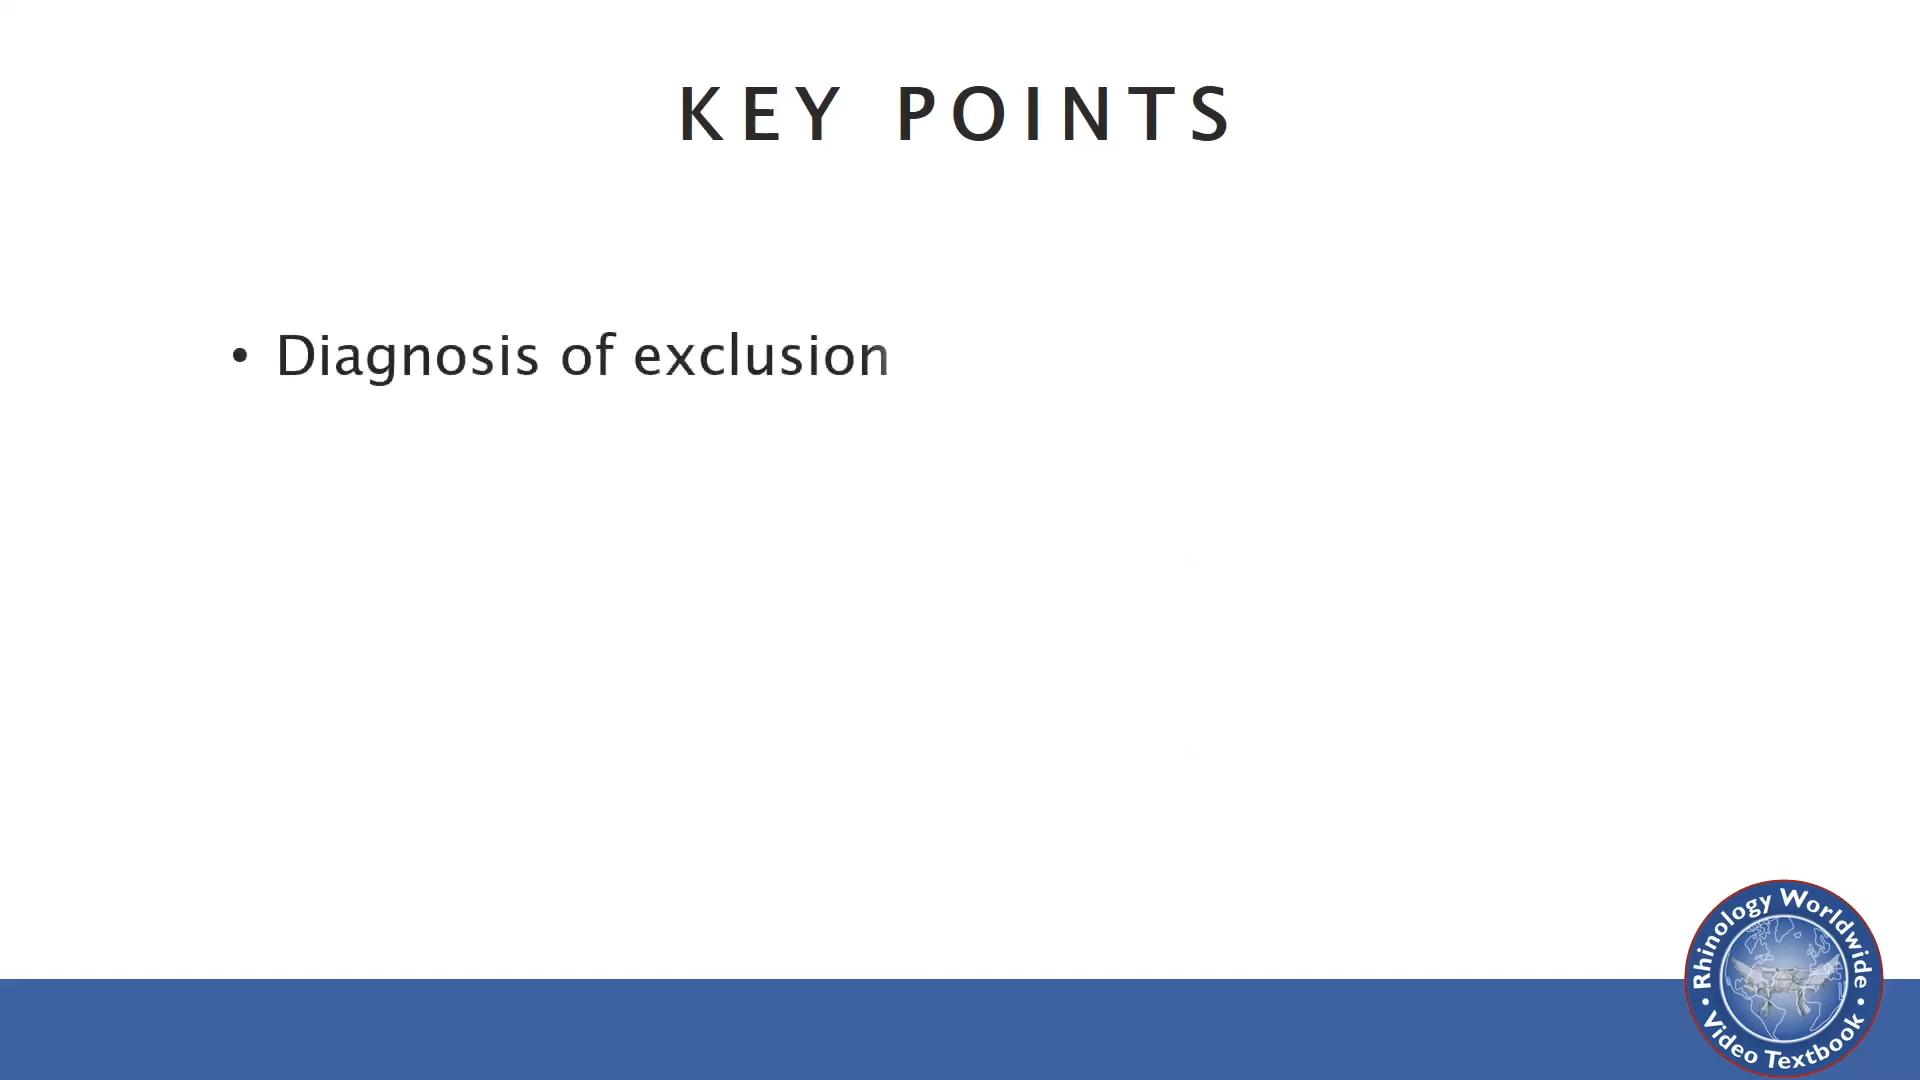 KEY POINTS
• Diagnosis of exclusion
Rhinology Worldwide
• Video Textbook •